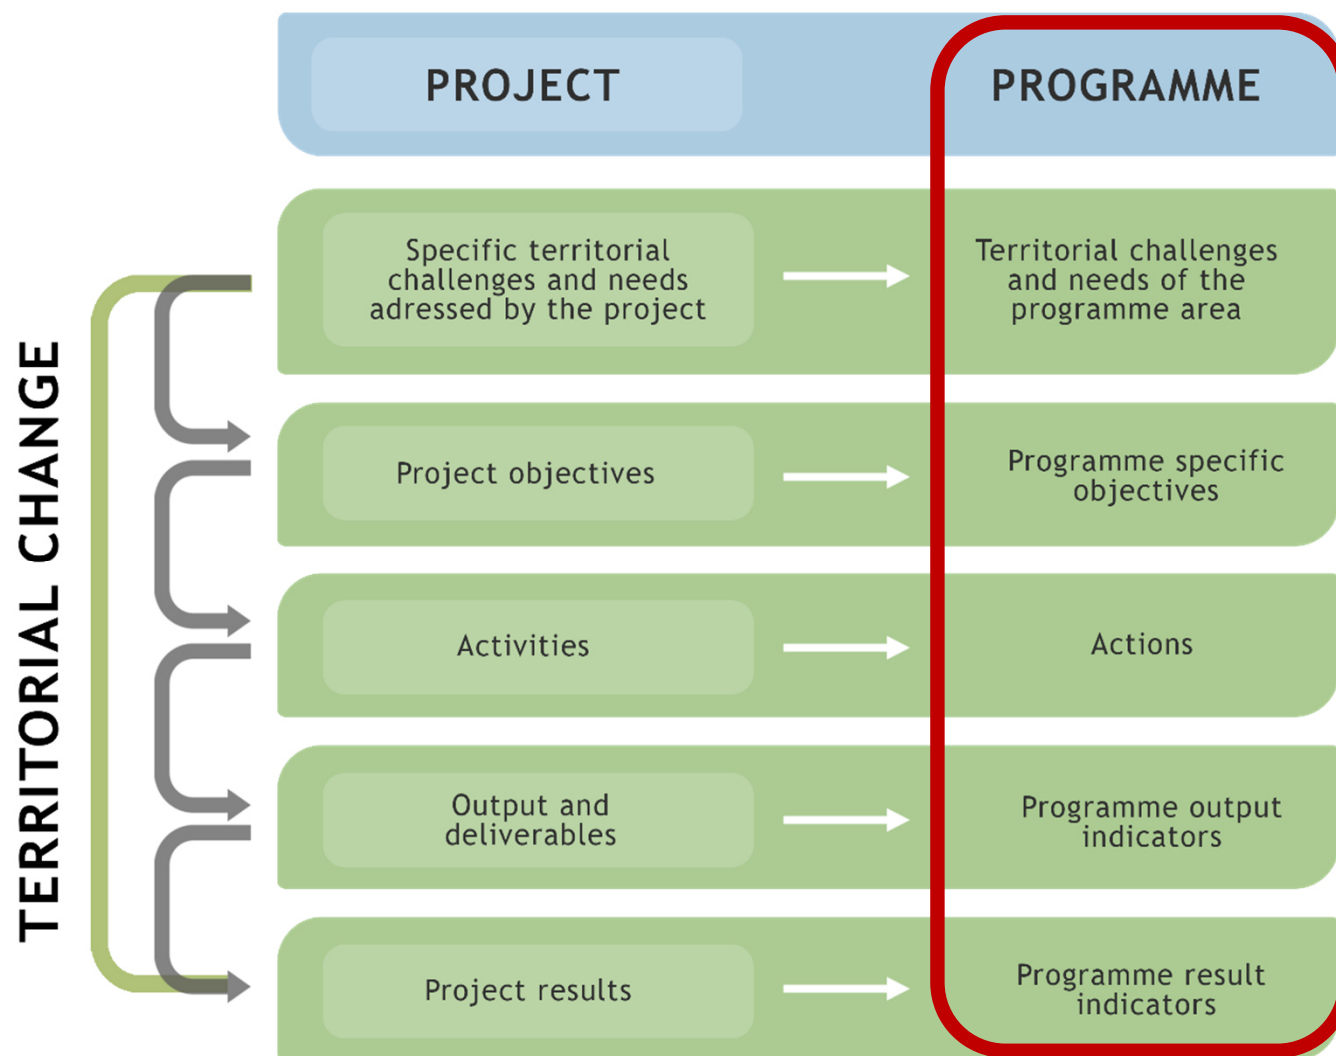 PROJECT
PROGRAMME
Specific territorial
challenges and needs
adressed by the project
Territorial challenges
and needs of the
programme area
Project objectives
Programme specific
objectives
Activities
Actions
Output and
deliverables
Programme output
indicators
Project results
Programme result
indicators
TERRITORIAL CHANGE